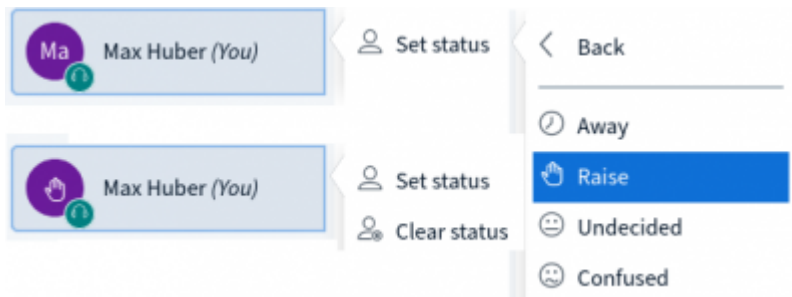 Ma
Max Huber (You)
Set status
Back
Away
Max Huber (You)
Set status
Clear status
Raise
Undecided
Confused